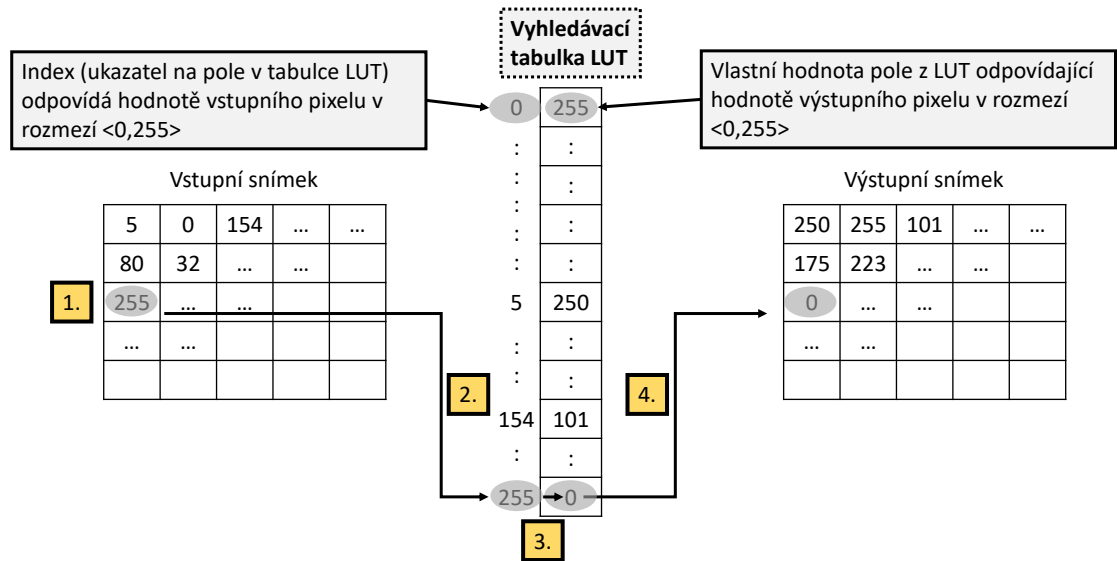 Vyhledávací
tabulka LUT
Index (ukazatel na pole v tabulce LUT)
odpovídá hodnotě vstupního pixelu v
rozmezí <0,255>
Vlastní hodnota pole z LUT odpovídající
hodnotě výstupního pixelu v rozmezí
<0,255>
Vstupní snímek
5 0 154 ... ...
80 32 ... ...
1.
255 ... ...
... ...
2.
0 255
: :
: :
: :
: :
5 250
: :
: :
154 101
: :
255 0
3.
4.
Výstupní snímek
250 255 101 ... ...
175 223 ... ...
0 ... ...
... ...